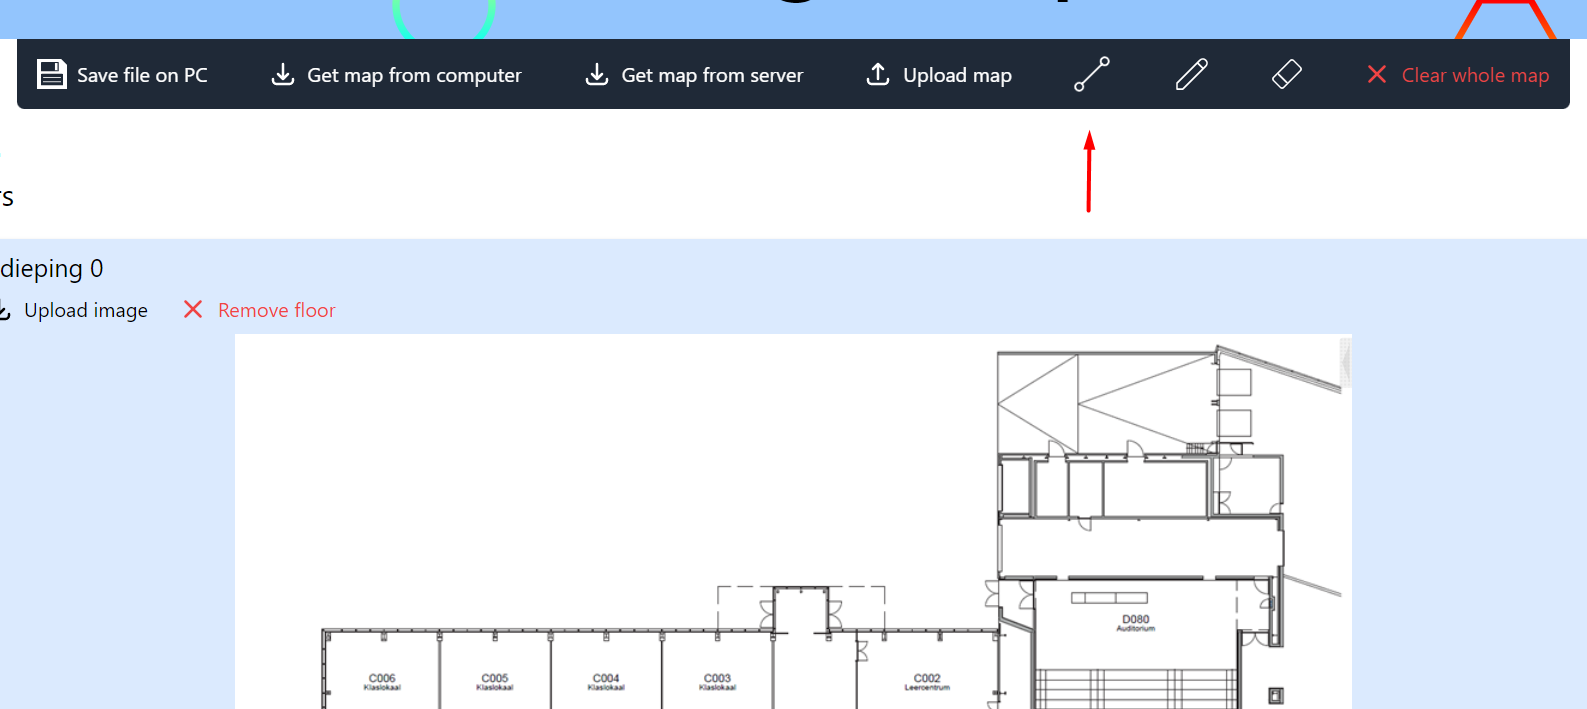 Save file on PC
Get map from computer
Get map from server
Upload map
Clear whole map
rs
dieping 0
Upload image
Remove floor
D080
Auditorium
C006
Klaslokaal
C005
Klaslokaal
C004
Klaslokaal
C003
Klaslokaal
C002
Leercentrum